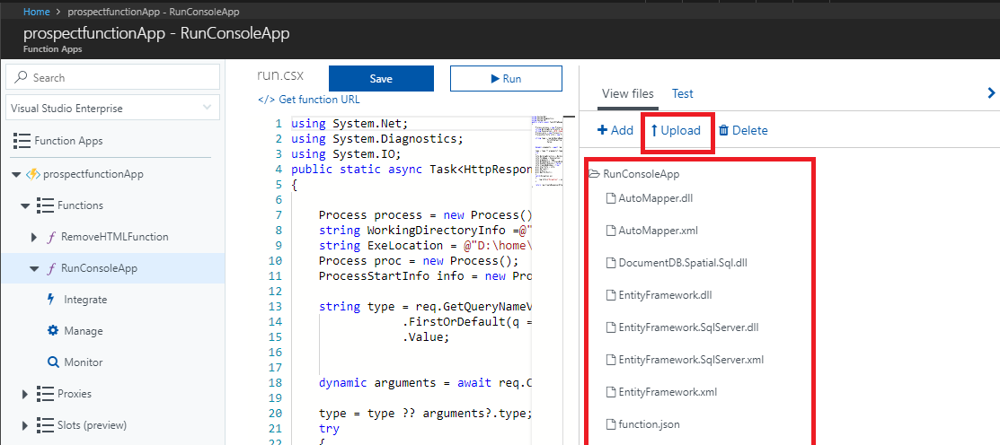 Home > prospectfunctionApp - RunConsoleApp
prospectfunctionApp - RunConsoleApp
Function Apps
Search
Visual Studio Enterprise
Function Apps
prospectfunctionApp
Functions
RemoveHTMLFunction
RunConsoleApp
Integrate
Manage
Monitor
Proxies
Slots (preview)
run.csx
Save
Run
</> Get function URL
1 using System.Net;
2 using System.Diagnostics;
3 using System.IO;
4 public static async Task<HttpRespon
5 {
6
7 Process process = new Process()
8 string WorkingDirectoryInfo =@"
9 string ExeLocation = @"D:\home\
10 Process proc = new Process();
11 ProcessStartInfo info = new Pro
12
13 string type = req.GetQueryNameV
14 .FirstOrDefault(q =
15 .Value;
16
17
18 dynamic arguments = await req.C
19
20 type = type ?? arguments?.type;
21 try
22 {
View files
Test
+ Add
Upload
Delete
RunConsoleApp
AutoMapper.dll
AutoMapper.xml
DocumentDB.Spatial.Sql.dll
EntityFramework.dll
EntityFramework.SqlServer.dll
EntityFramework.SqlServer.xml
EntityFramework.xml
function.json